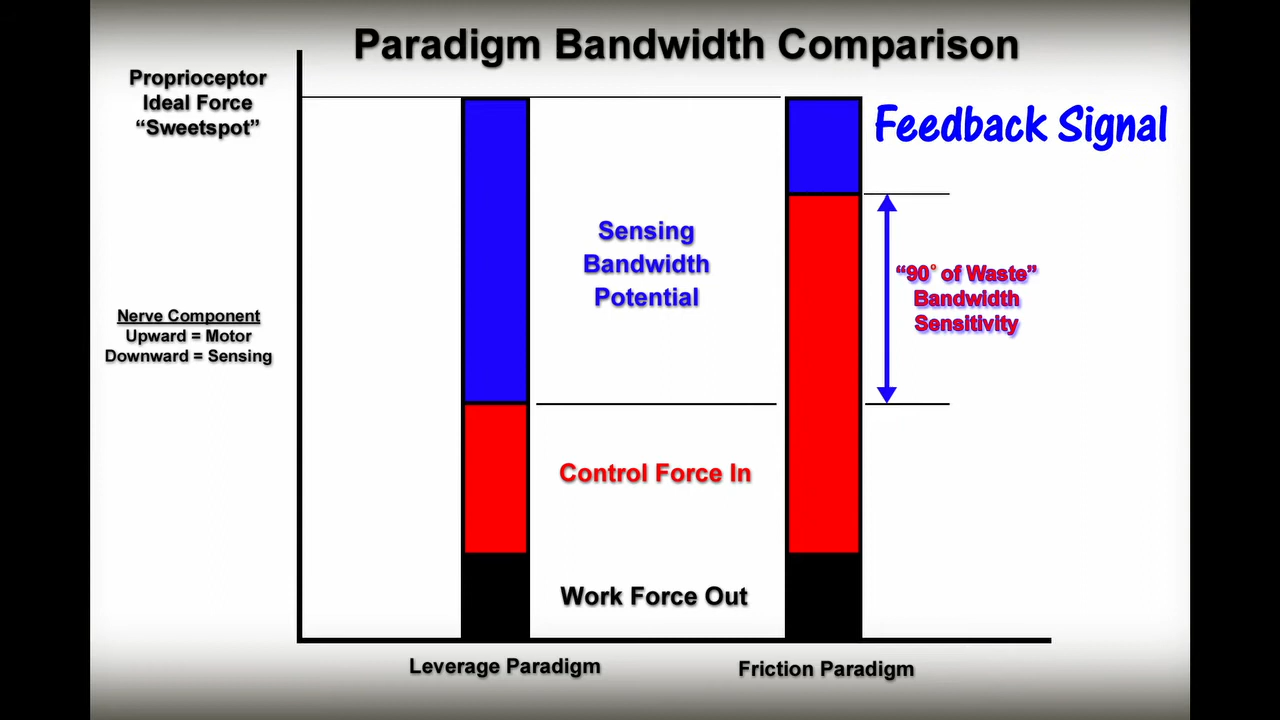 Paradigm Bandwidth Comparison
Proprioceptor
Ideal Force
“Sweetspot”
Feedback Signal
Sensing
Bandwidth
Potential
“90° of Waste”
Bandwidth
Sensitivity
Nerve Component
Upward = Motor
Downward = Sensing
Control Force In
Work Force Out
Leverage Paradigm
Friction Paradigm